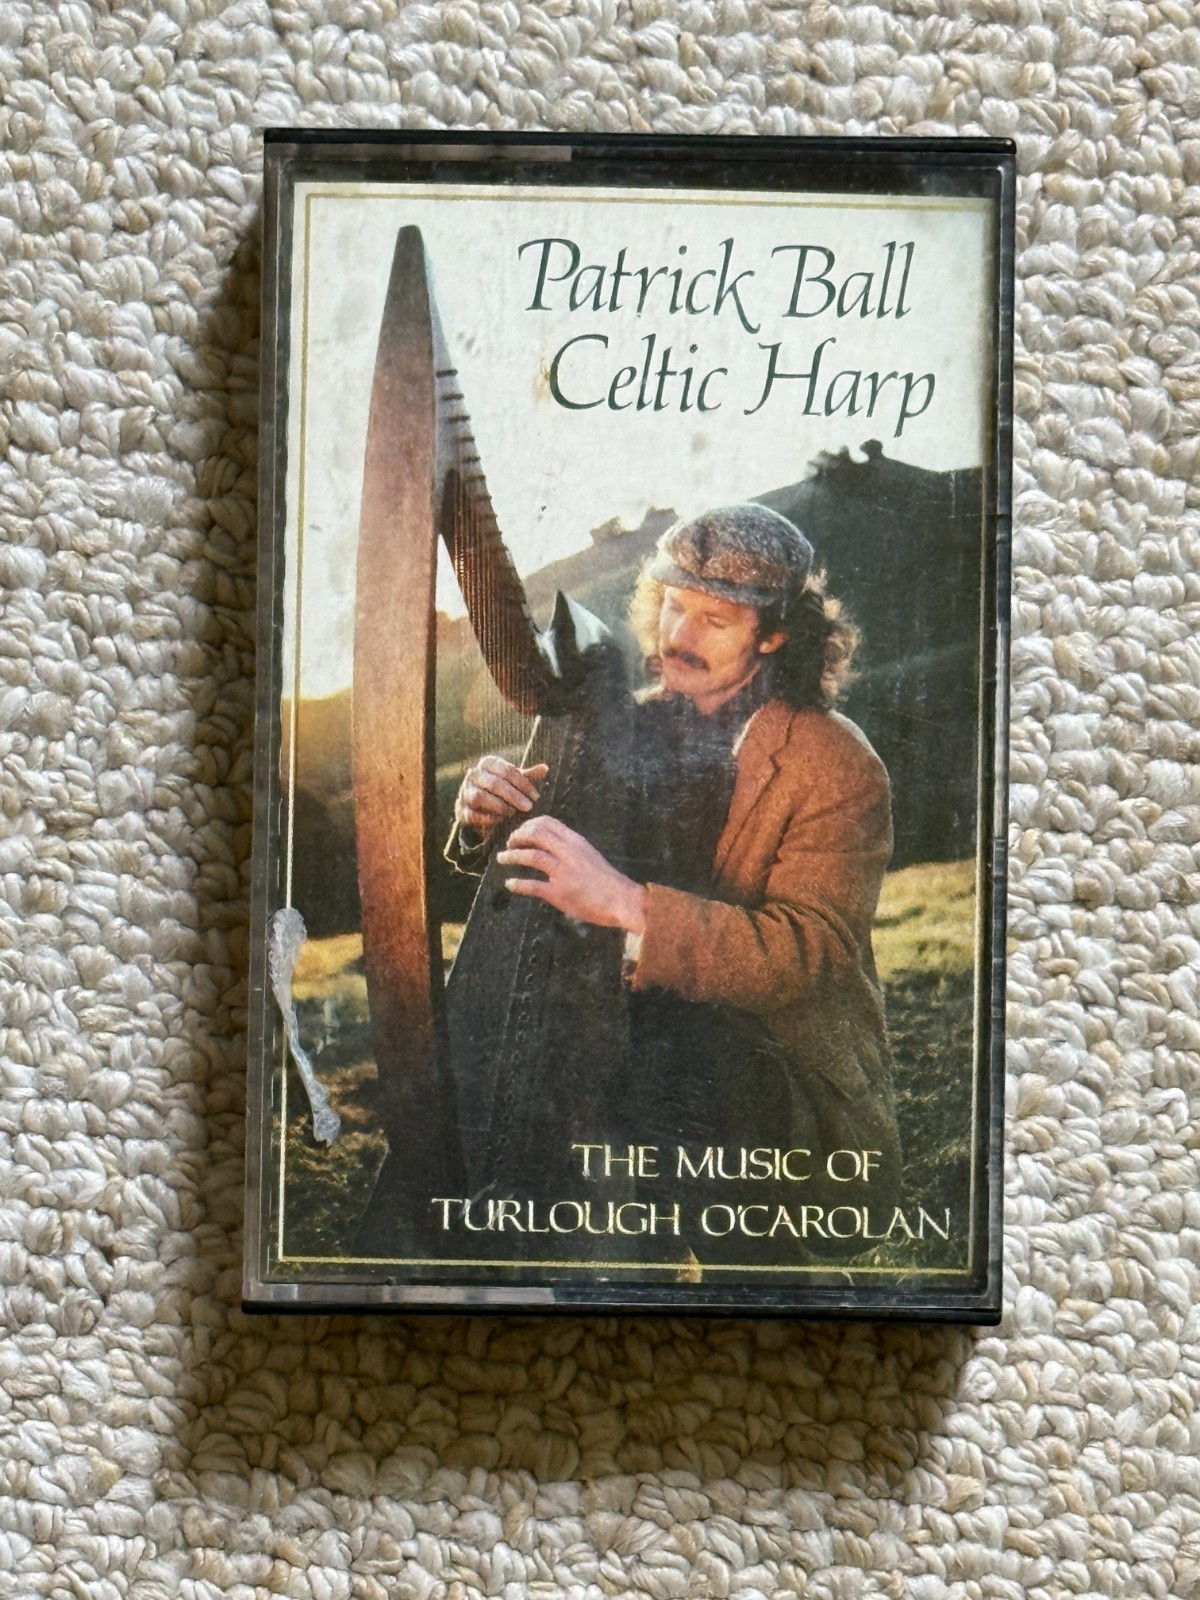 Patrick Ball
Celtic Harp
THE MUSIC OF
TURLOUGH O'CAROLAN